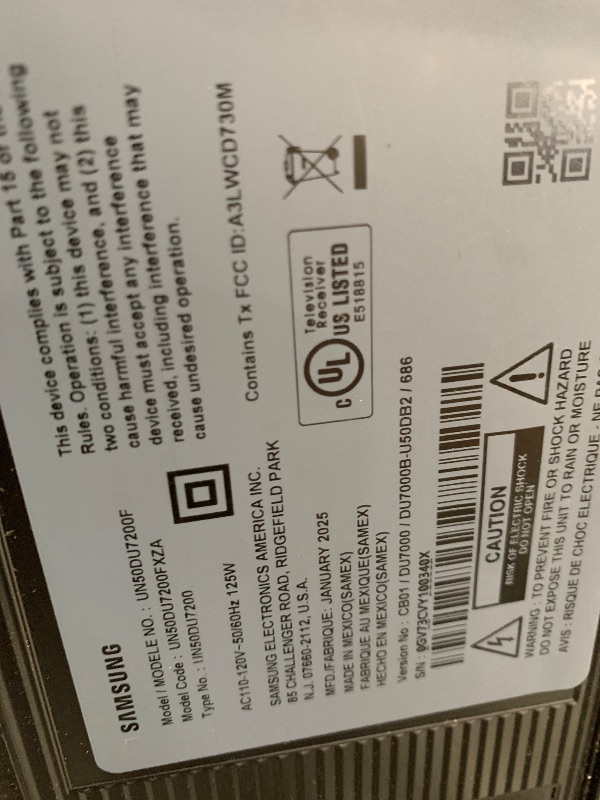 This device complies with Part 15 of
Rules. Operation is subject to the following
two conditions: (1) this device may not
cause harmful interference, and (2) this
device must accept any interference
received, including interference that may
cause undesired operation.
Contains Tx FCC ID:A3LWCD730M
SAMSUNG
Model / MODELE NO. : UN50DU7200F
Model Code : UN50DU7200FXZA
Type No. : UN50DU7200
AC110-120V~50/60Hz 125W
SAMSUNG ELECTRONICS AMERICA INC.
85 CHALLENGER ROAD, RIDGEFIELD PARK
N.J. 07660-2112, U.S.A.
MFD./FABRIQUE: JANUARY 2025
MADE IN MEXICO(SAMEX)
FABRIQUE AU MEXIQUE(SAMEX)
HECHO EN MEXICO(SAMEX)
Version No : CB01 / DU7000 / DU7000B-U50DB2 / 686
S/N : 0GV73CVY100340X
C UL US LISTED
Television
Receiver
E518815
CAUTION
RISK OF ELECTRIC SHOCK
DO NOT OPEN
WARNING : TO PREVENT FIRE OR SHOCK HAZARD
DO NOT EXPOSE THIS UNIT TO RAIN OR MOISTURE
AVIS : RISQUE DE CHOC ELECTRIQUE - NE PAS